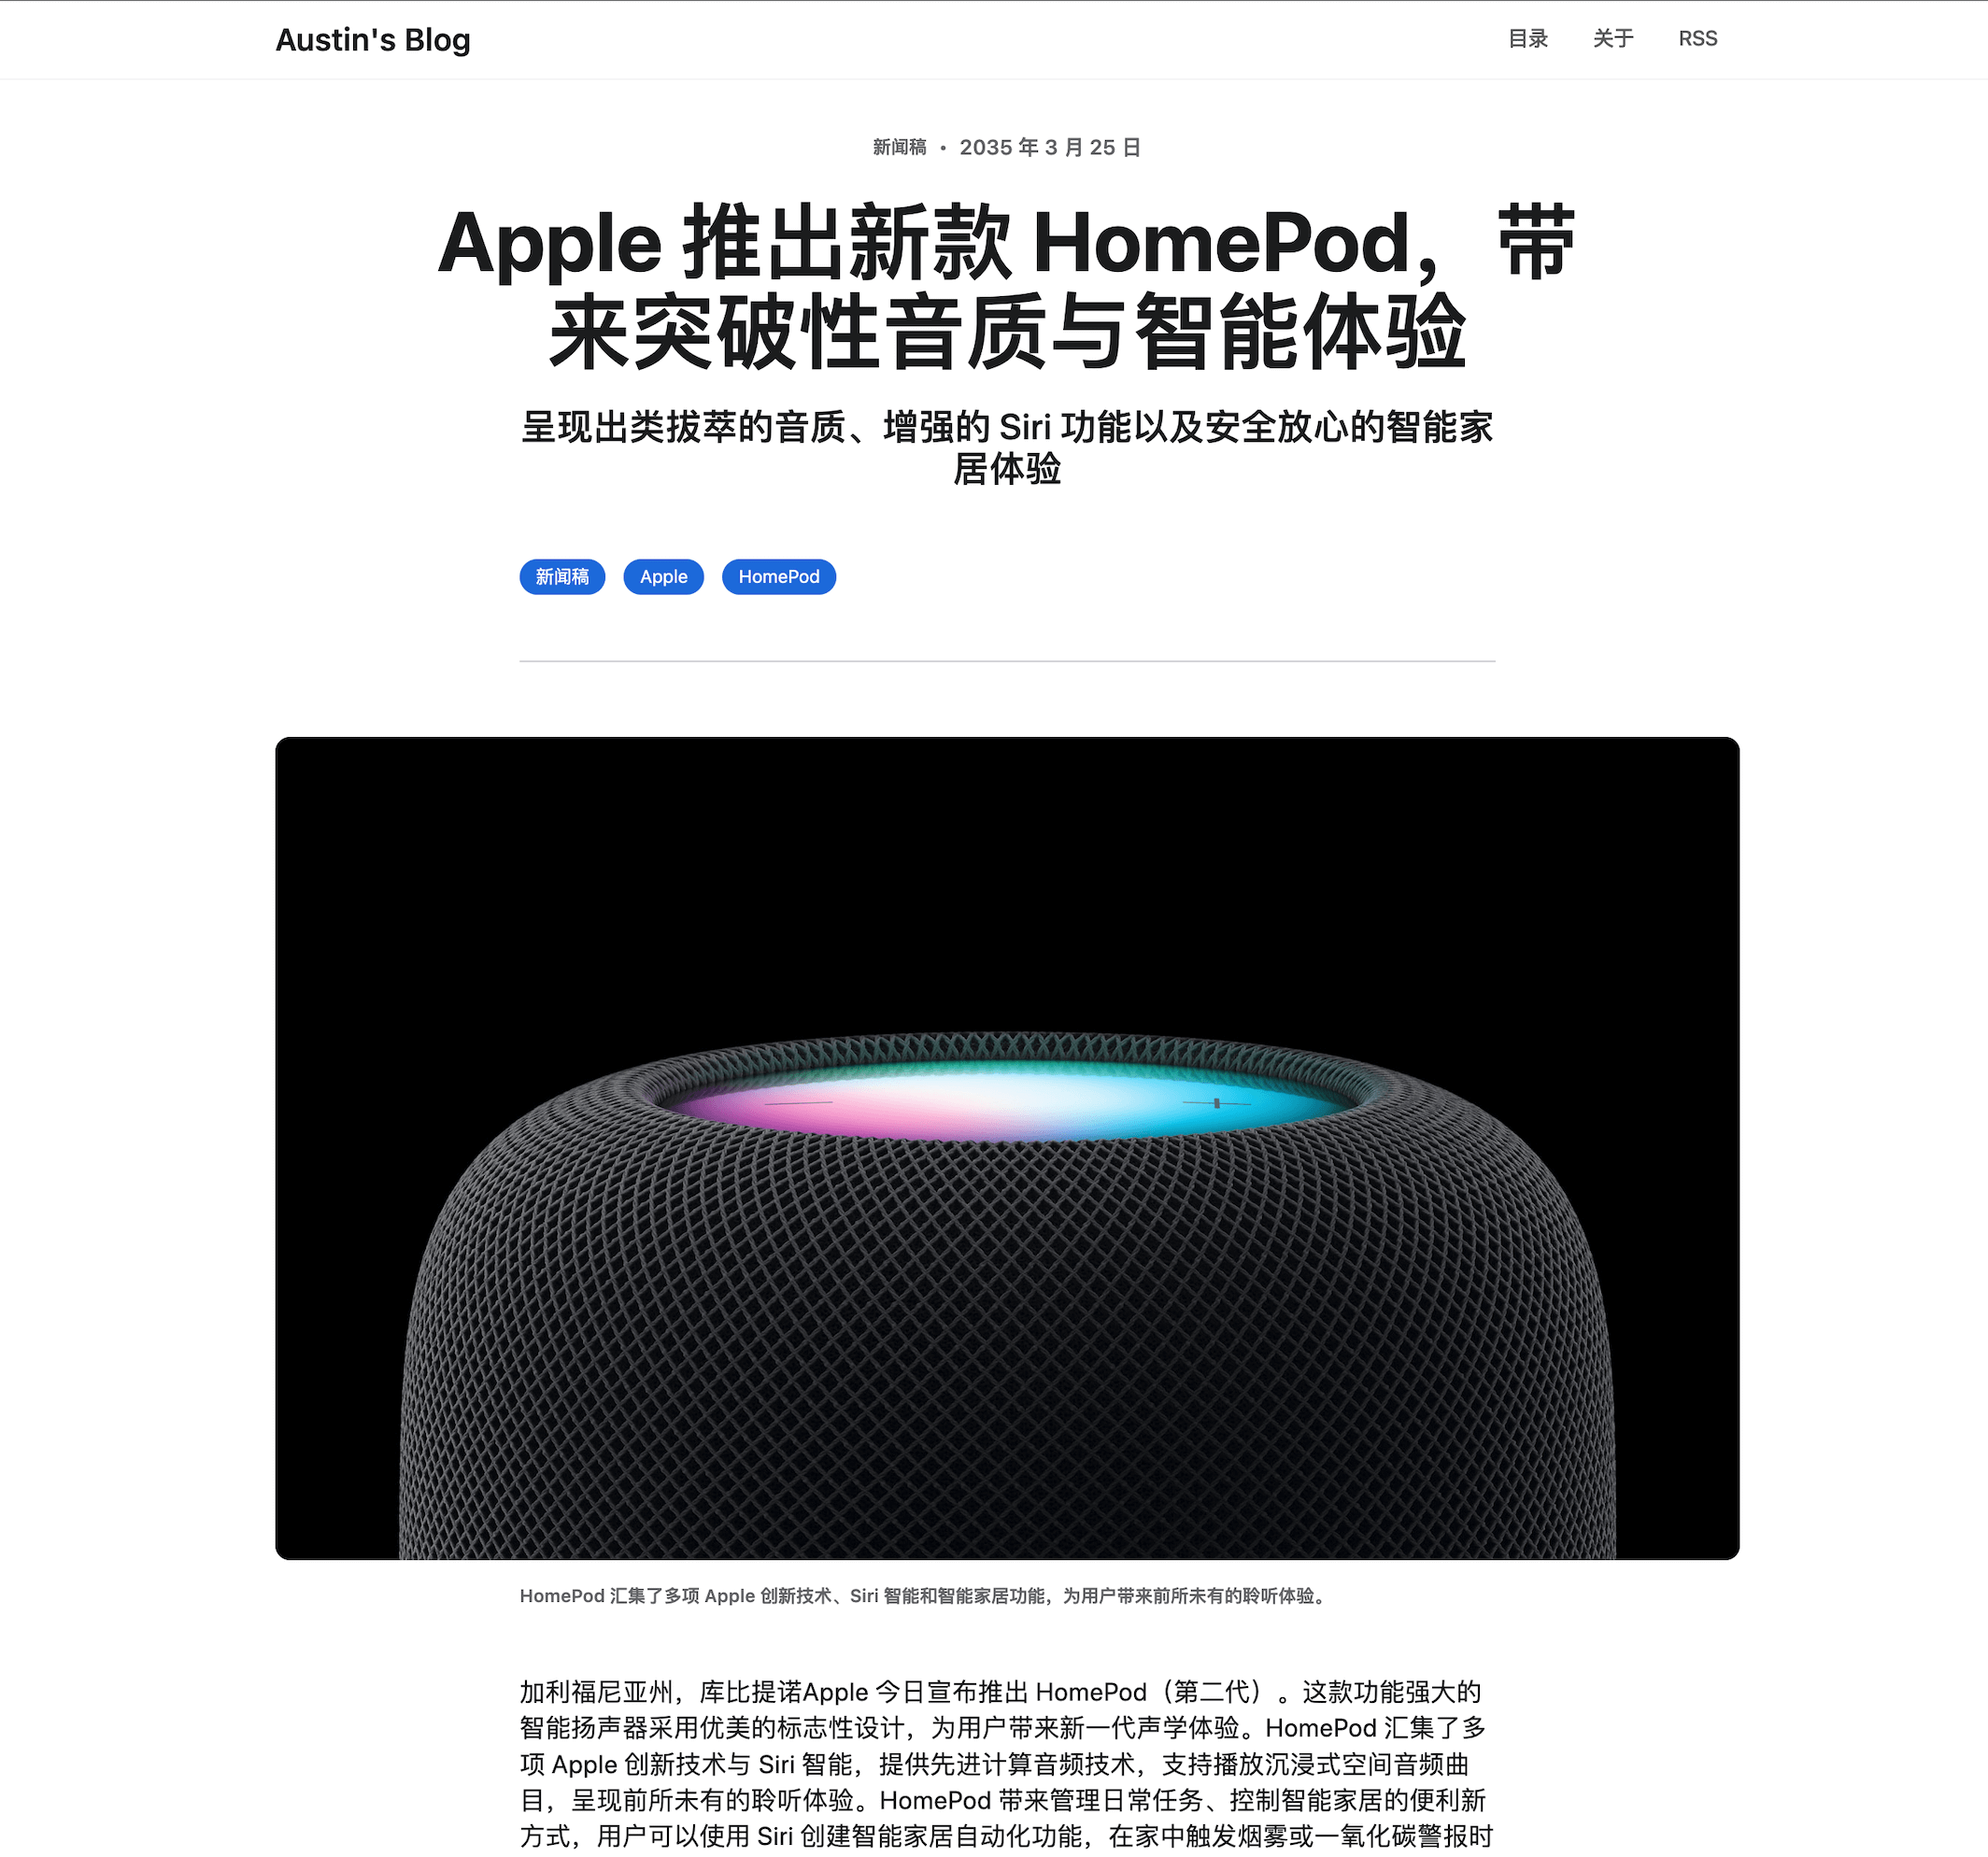 Austin's Blog
目录 关于 RSS
新闻稿 • 2035 年 3 月 25 日
Apple 推出新款 HomePod，带
来突破性音质与智能体验
呈现出类拔萃的音质、增强的 Siri 功能以及安全放心的智能家
居体验
新闻稿 Apple HomePod
HomePod 汇集了多项 Apple 创新技术、Siri 智能和智能家居功能，为用户带来前所未有的聆听体验。
加利福尼亚州，库比提诺Apple 今日宣布推出 HomePod（第二代）。这款功能强大的
智能扬声器采用优美的标志性设计，为用户带来新一代声学体验。HomePod 汇集了多
项 Apple 创新技术与 Siri 智能，提供先进计算音频技术，支持播放沉浸式空间音频曲
目，呈现前所未有的聆听体验。HomePod 带来管理日常任务、控制智能家居的便利新
方式，用户可以使用 Siri 创建智能家居自动化功能，在家中触发烟雾或一氧化碳警报时